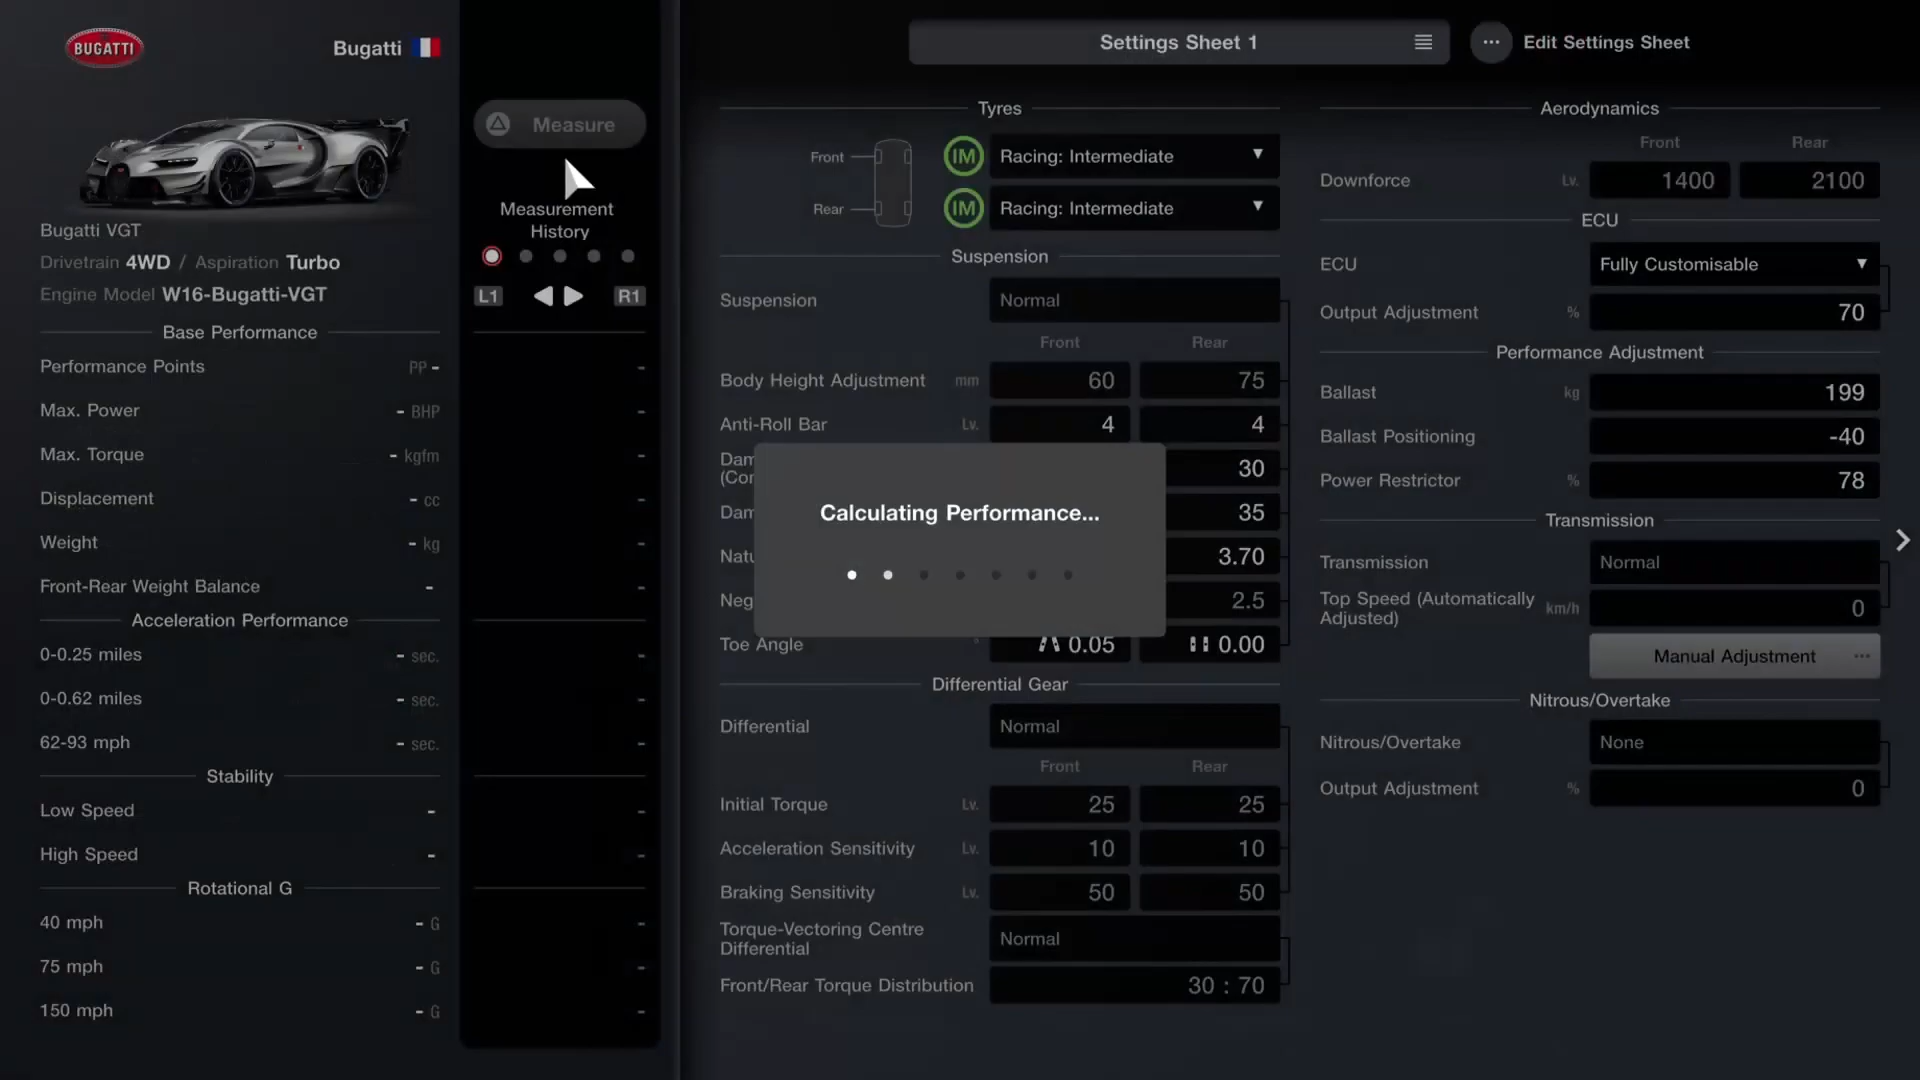 BUGATTI
Bugatti
Bugatti VGT
Drivetrain 4WD / Aspiration Turbo
Engine Model W16-Bugatti-VGT
Base Performance
Performance Points PP -
Max. Power - BHP
Max. Torque - kgfm
Displacement - cc
Weight - kg
Front-Rear Weight Balance -
Acceleration Performance
0-0.25 miles - sec.
0-0.62 miles - sec.
62-93 mph - sec.
Stability
Low Speed -
High Speed -
Rotational G
40 mph - G
75 mph - G
150 mph - G
Measure
Measurement
History
L1 R1
-
-
-
-
-
-
-
-
-
-
-
-
-
-
Settings Sheet 1
Edit Settings Sheet
Tyres
Front IM Racing: Intermediate
Rear IM Racing: Intermediate
Suspension
Suspension Normal
Front Rear
Body Height Adjustment mm 60 75
Anti-Roll Bar Lv. 4 4
Dam
(Cor 30
Dam 35
Natu 3.70
Neg 2.5
Toe Angle ° 0.05 0.00
Calculating Performance...
Differential Gear
Differential Normal
Front Rear
Initial Torque Lv. 25 25
Acceleration Sensitivity Lv. 10 10
Braking Sensitivity Lv. 50 50
Torque-Vectoring Centre
Differential Normal
Front/Rear Torque Distribution 30 : 70
Aerodynamics
Front Rear
Downforce Lv. 1400 2100
ECU
ECU Fully Customisable
Output Adjustment % 70
Performance Adjustment
Ballast kg 199
Ballast Positioning -40
Power Restrictor % 78
Transmission
Transmission Normal
Top Speed (Automatically
Adjusted) km/h 0
Manual Adjustment ...
Nitrous/Overtake
Nitrous/Overtake None
Output Adjustment % 0